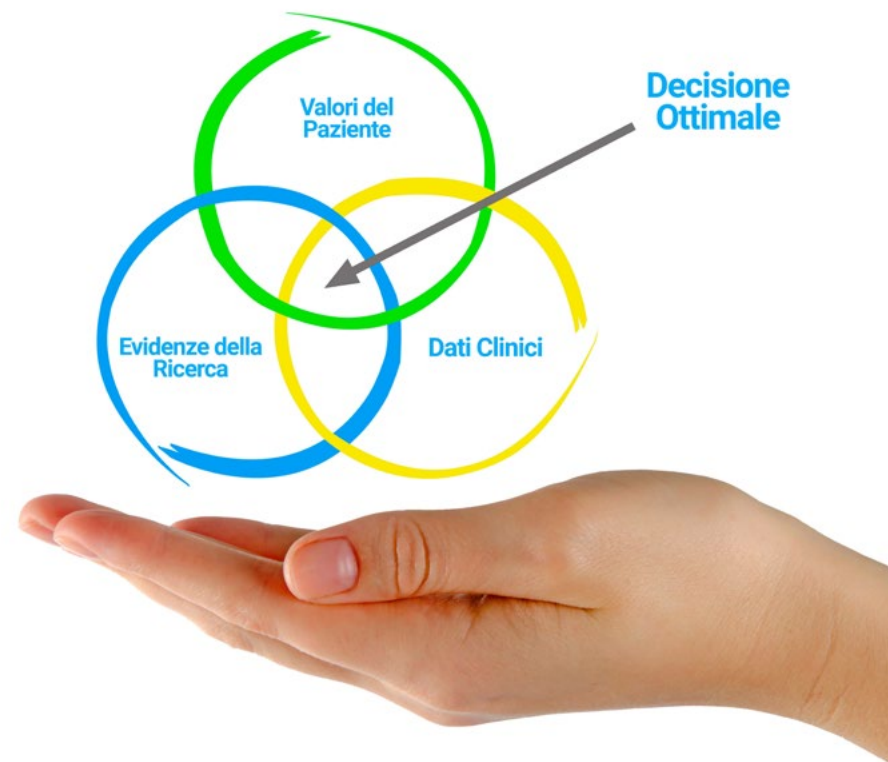 Valori del
Paziente
Decisione
Ottimale
Evidenze della
Ricerca
Dati Clinici